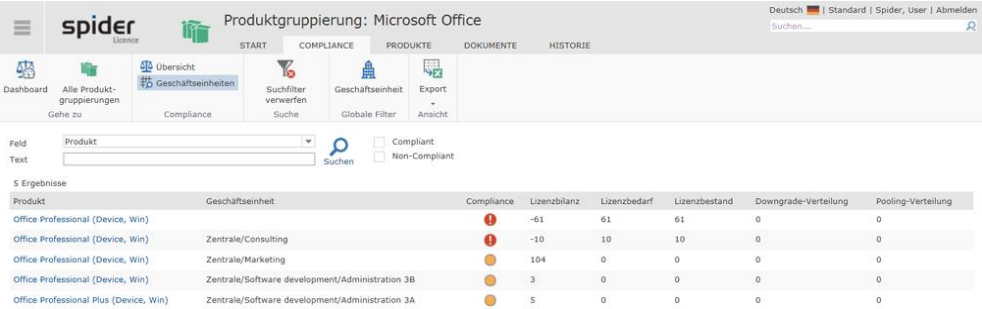 Deutsch | Standard | Spider, User | Abmelden
spider
Licence
Produktgruppierung: Microsoft Office
Suchen...
START COMPLIANCE PRODUKTE DOKUMENTE HISTORIE
Dashboard
Alle Produkt-
gruppierungen
Gehe zu
Übersicht
Geschäftseinheiten
Compliance
Suchfilter
verwerfen
Suche
Geschäftseinheit
Globale Filter
Export
Ansicht
Feld Produkt
Text
Suchen
Compliant
Non-Compliant
5 Ergebnisse
Produkt Geschäftseinheit Compliance Lizenzbilanz Lizenzbedarf Lizenzbestand Downgrade-Verteilung Pooling-Verteilung
Office Professional (Device, Win) -61 61 61 0 0
Office Professional (Device, Win) Zentrale/Consulting -10 10 10 0 0
Office Professional (Device, Win) Zentrale/Marketing 104 0 0 0 0
Office Professional (Device, Win) Zentrale/Software development/Administration 3B 3 0 0 0 0
Office Professional Plus (Device, Win) Zentrale/Software development/Administration 3A 5 0 0 0 0